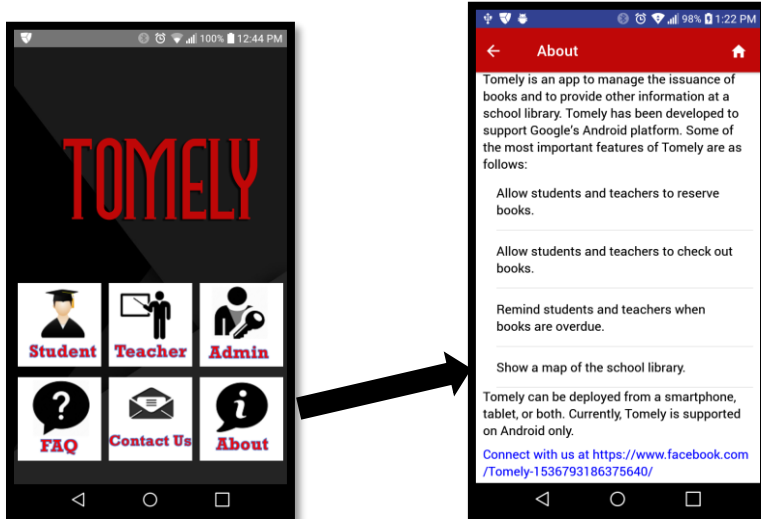 100% 12:44 PM
TOMELY
Student Teacher Admin
FAQ Contact Us About
98% 1:22 PM
About
Tomely is an app to manage the issuance of
books and to provide other information at a
school library. Tomely has been developed to
support Google's Android platform. Some of
the most important features of Tomely are as
follows:
Allow students and teachers to reserve
books.
Allow students and teachers to check out
books.
Remind students and teachers when
books are overdue.
Show a map of the school library.
Tomely can be deployed from a smartphone,
tablet, or both. Currently, Tomely is supported
on Android only.
Connect with us at https://www.facebook.com
/Tomely-1536793186375640/